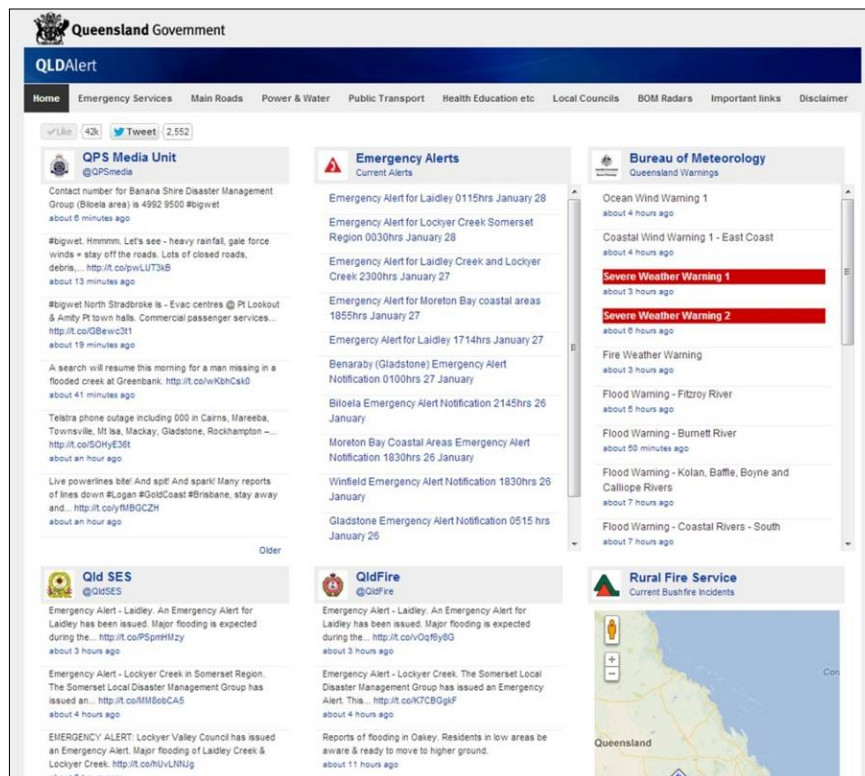 Queensland Government
QLDAlert
Home Emergency Services Main Roads Power & Water Public Transport Health Education etc Local Councils BOM Radars Important links Disclaimer
Like 42k Tweet 2,552
QPS Media Unit
@QPSmedia
Contact number for Banana Shire Disaster Management
Group (Biloela area) is 4992 9500 #bigwet
about 6 minutes ago
#bigwet. Hmmmm. Let's see - heavy rainfall, gale force
winds = stay off the roads. Lots of closed roads,
debris,... http://t.co/pwLUT3kB
about 13 minutes ago
#bigwet North Stradbroke Is - Evac centres @ Pt Lookout
& Amity Pt town halls. Commercial passenger services...
http://t.co/GBewc3t1
about 19 minutes ago
A search will resume this morning for a man missing in a
flooded creek at Greenbank. http://t.co/wKbhCsk0
about 41 minutes ago
Telstra phone outage including 000 in Cairns, Mareeba,
Townsville, Mt Isa, Mackay, Gladstone, Rockhampton –...
http://t.co/SOHyE36t
about an hour ago
Live powerlines bite! And spit! And spark! Many reports
of lines down #Logan #GoldCoast #Brisbane, stay away
and... http://t.co/yfMBGCZH
about an hour ago
Older
Emergency Alerts
Current Alerts
Emergency Alert for Laidley 0115hrs January 28
Emergency Alert for Lockyer Creek Somerset
Region 0030hrs January 28
Emergency Alert for Laidley Creek and Lockyer
Creek 2300hrs January 27
Emergency Alert for Moreton Bay coastal areas
1855hrs January 27
Emergency Alert for Laidley 1714hrs January 27
Benaraby (Gladstone) Emergency Alert
Notification 0100hrs 27 January
Biloela Emergency Alert Notification 2145hrs 26
January
Moreton Bay Coastal Areas Emergency Alert
Notification 1830hrs 26 January
Winfield Emergency Alert Notification 1830hrs 26
January
Gladstone Emergency Alert Notification 0515 hrs
January 26
Bureau of Meteorology
Queensland Warnings
Ocean Wind Warning 1
about 4 hours ago
Coastal Wind Warning 1 - East Coast
about 4 hours ago
Severe Weather Warning 1
about 3 hours ago
Severe Weather Warning 2
about 6 hours ago
Fire Weather Warning
about 3 hours ago
Flood Warning - Fitzroy River
about 5 hours ago
Flood Warning - Burnett River
about 50 minutes ago
Flood Warning - Kolan, Baffle, Boyne and
Calliope Rivers
about 7 hours ago
Flood Warning - Coastal Rivers - South
about 7 hours ago
Qld SES
@QldSES
Emergency Alert - Laidley. An Emergency Alert for
Laidley has been issued. Major flooding is expected
during the... http://t.co/PSpmHMzy
about 3 hours ago
Emergency Alert - Lockyer Creek in Somerset Region.
The Somerset Local Disaster Management Group has
issued an... http://t.co/MM8obCA5
about 4 hours ago
EMERGENCY ALERT: Lockyer Valley Council has issued
an Emergency Alert. Major flooding of Laidley Creek &
Lockyer Creek. http://t.co/hUvLNNJg
QldFire
@QldFire
Emergency Alert - Laidley. An Emergency Alert for
Laidley has been issued. Major flooding is expected
during the... http://t.co/vOqf6y8G
about 3 hours ago
Emergency Alert - Lockyer Creek. The Somerset Local
Disaster Management Group has issued an Emergency
Alert. This... http://t.co/K7CBGgkF
about 4 hours ago
Reports of flooding in Oakey. Residents in low areas be
aware & ready to move to higher ground.
about 11 hours ago
Rural Fire Service
Current Bushfire Incidents
Queensland